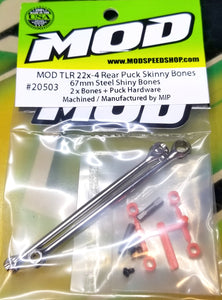 MOD
WWW.MODSPEEDSHOP.COM
MOD TLR 22x-4 Rear Puck Skinny Bones
#20503
67mm Steel Shiny Bones
2 x Bones + Puck Hardware
Machined / Manufactured by MIP